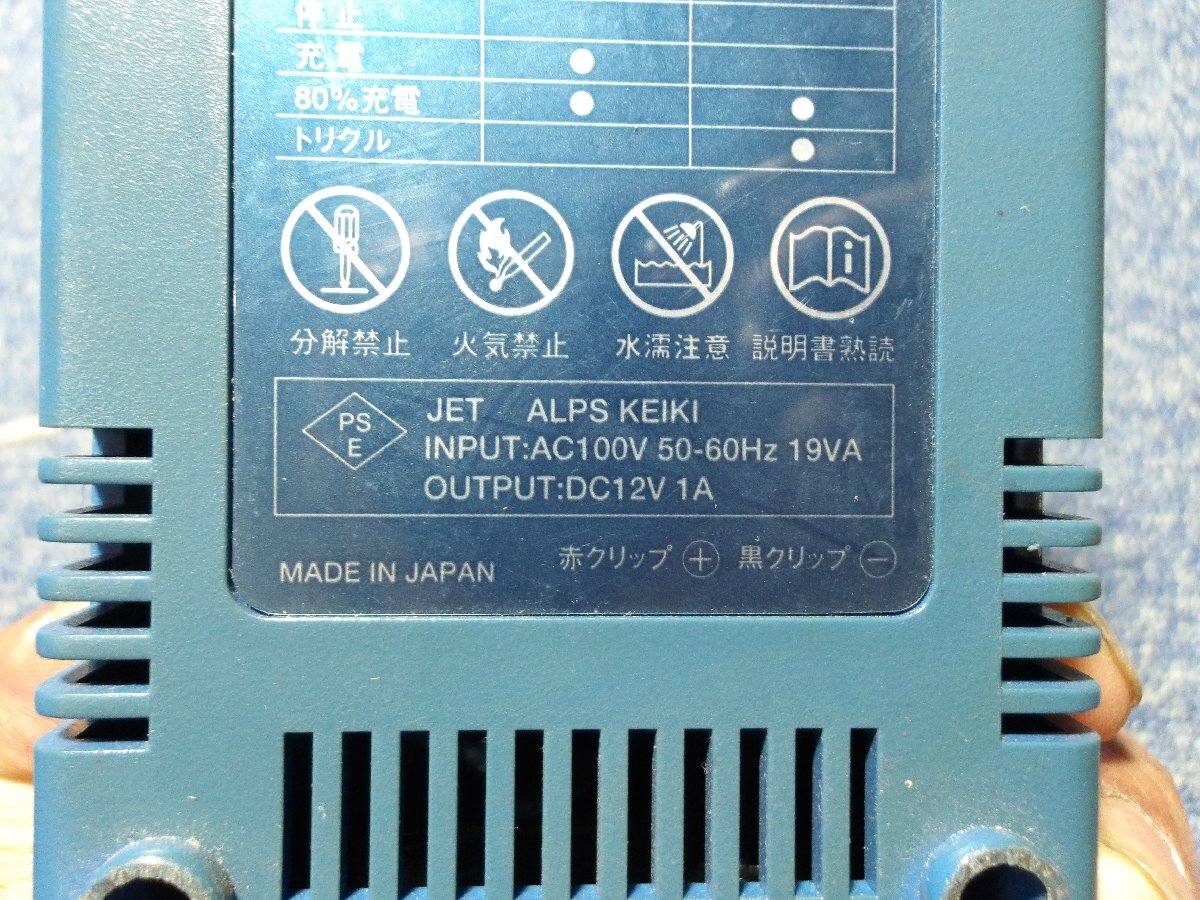 停止
充電
80%充電
トリクル
分解禁止 火気禁止 水濡注意 説明書熟読
PS
E
JET ALPS KEIKI
INPUT:AC100V 50-60Hz 19VA
OUTPUT:DC12V 1A
MADE IN JAPAN 赤クリップ + 黒クリップ −